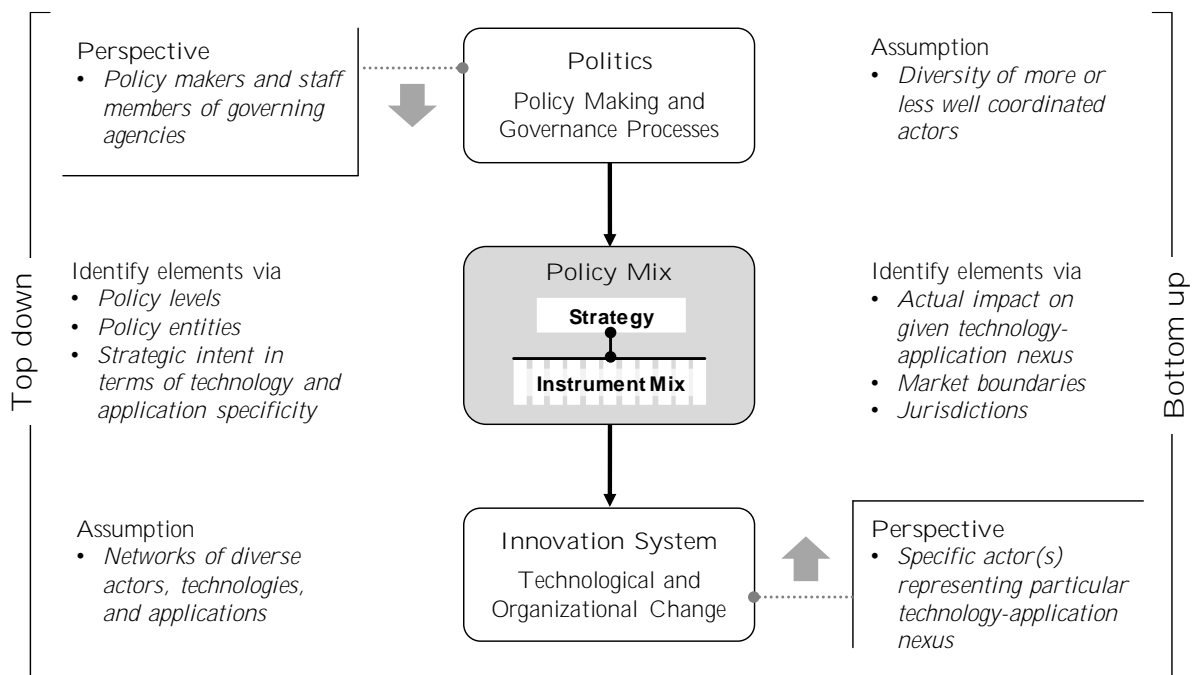 Top down
Perspective
• Policy makers and staff
members of governing
agencies
Identify elements via
• Policy levels
• Policy entities
• Strategic intent in
terms of technology and
application specificity
Assumption
• Networks of diverse
actors, technologies,
and applications
Politics
Policy Making and
Governance Processes
Policy Mix
Strategy
Instrument Mix
Innovation System
Technological and
Organizational Change
Assumption
• Diversity of more or
less well coordinated
actors
Identify elements via
• Actual impact on
given technology-
application nexus
• Market boundaries
• Jurisdictions
Perspective
• Specific actor(s)
representing particular
technology-application
nexus
Bottom up